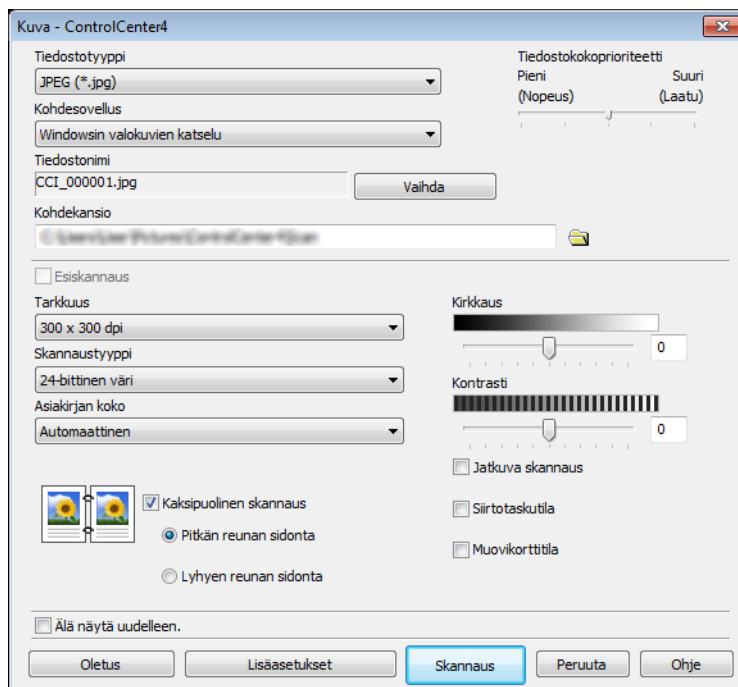 Kuva - ControlCenter4
Tiedostotyyppi
JPEG (*.jpg)
Kohdesovellus
Windowsin valokuvien katselu
Tiedostonimi
CCI_000001.jpg
Vaihda
Kohdekansio
Tiedostokokoprioriteetti
Pieni Suuri
(Nopeus) (Laatu)
Esiskannaus
Tarkkuus
300 x 300 dpi
Skannaustyyppi
24-bittinen väri
Asiakirjan koko
Automaattinen
Kirkkaus
0
Kontrasti
0
Kaksipuolinen skannaus
Pitkän reunan sidonta
Lyhyen reunan sidonta
Jatkuva skannaus
Siirtotaskutila
Muovikorttitila
Älä näytä uudelleen.
Oletus Lisäasetukset Skannaus Peruuta Ohje